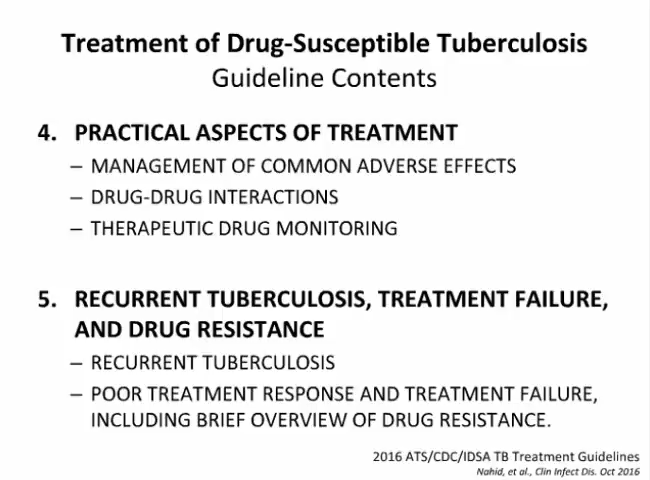 Treatment of Drug-Susceptible Tuberculosis
Guideline Contents
4. PRACTICAL ASPECTS OF TREATMENT
– MANAGEMENT OF COMMON ADVERSE EFFECTS
– DRUG-DRUG INTERACTIONS
– THERAPEUTIC DRUG MONITORING
5. RECURRENT TUBERCULOSIS, TREATMENT FAILURE,
AND DRUG RESISTANCE
– RECURRENT TUBERCULOSIS
– POOR TREATMENT RESPONSE AND TREATMENT FAILURE,
INCLUDING BRIEF OVERVIEW OF DRUG RESISTANCE.
2016 ATS/CDC/IDSA TB Treatment Guidelines
Nahid, et al., Clin Infect Dis. Oct 2016